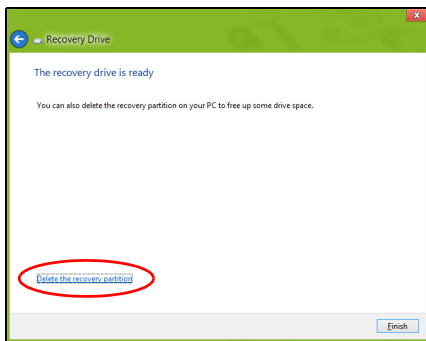 Recovery Drive
The recovery drive is ready
You can also delete the recovery partition on your PC to free up some drive space.
Delete the recovery partition
Finish